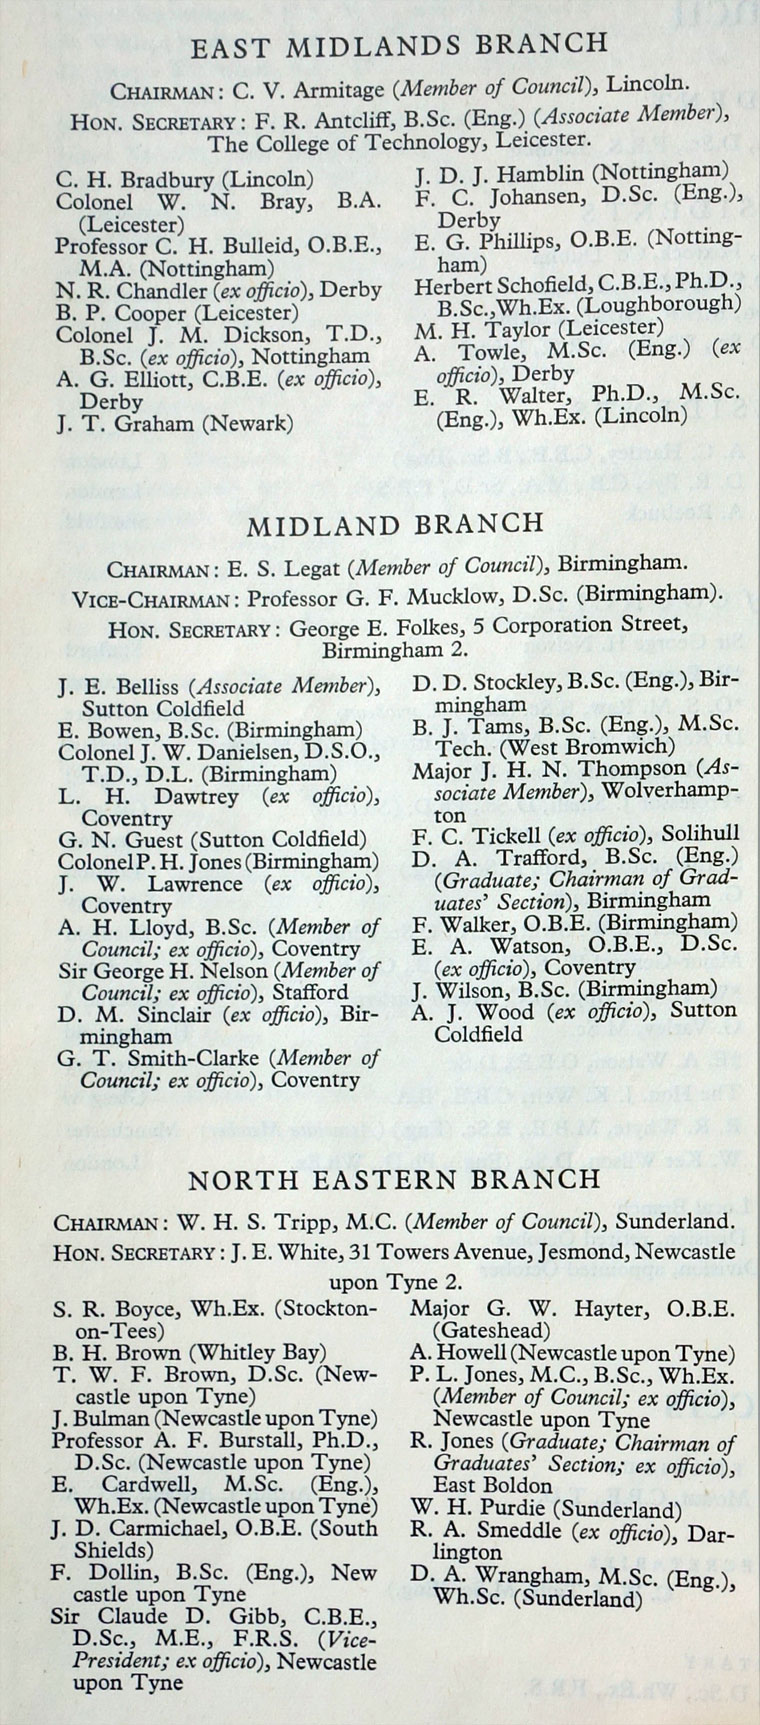 EAST MIDLANDS BRANCH
CHAIRMAN: C. V. Armitage (Member of Council), Lincoln.
HON. SECRETARY: F. R. Antcliff, B.Sc. (Eng.) (Associate Member),
The College of Technology, Leicester.
C. H. Bradbury (Lincoln)
Colonel W. N. Bray, B.A.
(Leicester)
Professor C. H. Bulleid, O.B.E.,
M.A. (Nottingham)
N. R. Chandler (ex officio), Derby
B. P. Cooper (Leicester)
Colonel J. M. Dickson, T.D.,
B.Sc. (ex officio), Nottingham
A. G. Elliott, C.B.E. (ex officio),
Derby
J. T. Graham (Newark)
J. D. J. Hamblin (Nottingham)
F. C. Johansen, D.Sc. (Eng.),
Derby
E. G. Phillips, O.B.E. (Notting-
ham)
Herbert Schofield, C.B.E., Ph.D.,
B.Sc., Wh.Ex. (Loughborough)
M. H. Taylor (Leicester)
A. Towle, M.Sc. (Eng.) (ex
officio), Derby
E. R. Walter, Ph.D., M.Sc.
(Eng.), Wh.Ex. (Lincoln)
MIDLAND BRANCH
CHAIRMAN: E. S. Legat (Member of Council), Birmingham.
VICE-CHAIRMAN: Professor G. F. Mucklow, D.Sc. (Birmingham).
HON. SECRETARY: George E. Folkes, 5 Corporation Street,
Birmingham 2.
J. E. Belliss (Associate Member),
Sutton Coldfield
E. Bowen, B.Sc. (Birmingham)
Colonel J. W. Danielsen, D.S.O.,
T.D., D.L. (Birmingham)
L. H. Dawtrey (ex officio),
Coventry
G. N. Guest (Sutton Coldfield)
Colonel P. H. Jones (Birmingham)
J. W. Lawrence (ex officio),
Coventry
A. H. Lloyd, B.Sc. (Member of
Council; ex officio), Coventry
Sir George H. Nelson (Member of
Council; ex officio), Stafford
D. M. Sinclair (ex officio), Bir-
mingham
G. T. Smith-Clarke (Member of
Council; ex officio), Coventry
D. D. Stockley, B.Sc. (Eng.), Bir-
mingham
B. J. Tams, B.Sc. (Eng.), M.Sc.
Tech. (West Bromwich)
Major J. H. N. Thompson (As-
sociate Member), Wolverhamp-
ton
F. C. Tickell (ex officio), Solihull
D. A. Trafford, B.Sc. (Eng.)
(Graduate; Chairman of Grad-
uates' Section), Birmingham
F. Walker, O.B.E. (Birmingham)
E. A. Watson, O.B.E., D.Sc.
(ex officio), Coventry
J. Wilson, B.Sc. (Birmingham)
A. J. Wood (ex officio), Sutton
Coldfield
NORTH EASTERN BRANCH
CHAIRMAN: W. H. S. Tripp, M.C. (Member of Council), Sunderland.
HON. SECRETARY: J. E. White, 31 Towers Avenue, Jesmond, Newcastle
upon Tyne 2.
S. R. Boyce, Wh.Ex. (Stockton-
on-Tees)
B. H. Brown (Whitley Bay)
T. W. F. Brown, D.Sc. (New-
castle upon Tyne)
J. Bulman (Newcastle upon Tyne)
Professor A. F. Burstall, Ph.D.,
D.Sc. (Newcastle upon Tyne)
E. Cardwell, M.Sc. (Eng.),
Wh.Ex. (Newcastle upon Tyne)
J. D. Carmichael, O.B.E. (South
Shields)
F. Dollin, B.Sc. (Eng.), New
castle upon Tyne
Sir Claude D. Gibb, C.B.E.,
D.Sc., M.E., F.R.S. (Vice-
President; ex officio), Newcastle
upon Tyne
Major G. W. Hayter, O.B.E.
(Gateshead)
A. Howell (Newcastle upon Tyne)
P. L. Jones, M.C., B.Sc., Wh.Ex.
(Member of Council; ex officio),
Newcastle upon Tyne
R. Jones (Graduate; Chairman of
Graduates' Section; ex officio),
East Boldon
W. H. Purdie (Sunderland)
R. A. Smeddle (ex officio), Dar-
lington
D. A. Wrangham, M.Sc. (Eng.),
Wh.Sc. (Sunderland)